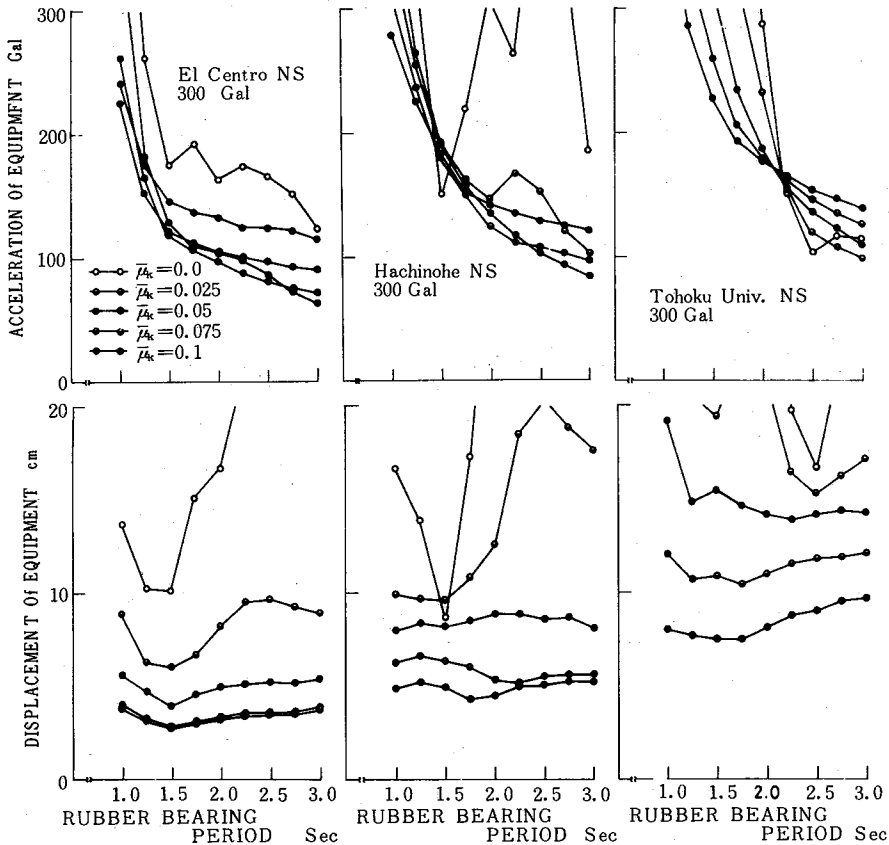 ACCELERATION Of EQUIPMFNT Gal
300
200
100
0
El Centro NS
300 Gal
μ̄ₖ=0.0
μ̄ₖ=0.025
μ̄ₖ=0.05
μ̄ₖ=0.075
μ̄ₖ=0.1
Hachinohe NS
300 Gal
Tohoku Univ. NS
300 Gal
DISPLACEMENT Of EQUIPMENT cm
20
10
0
1.0 1.5 2.0 2.5 3.0
RUBBER BEARING
PERIOD Sec
1.0 1.5 2.0 2.5 3.0
RUBBER BEARING
PERIOD Sec
1.0 1.5 2.0 2.5 3.0
RUBBER BEARING
PERIOD Sec